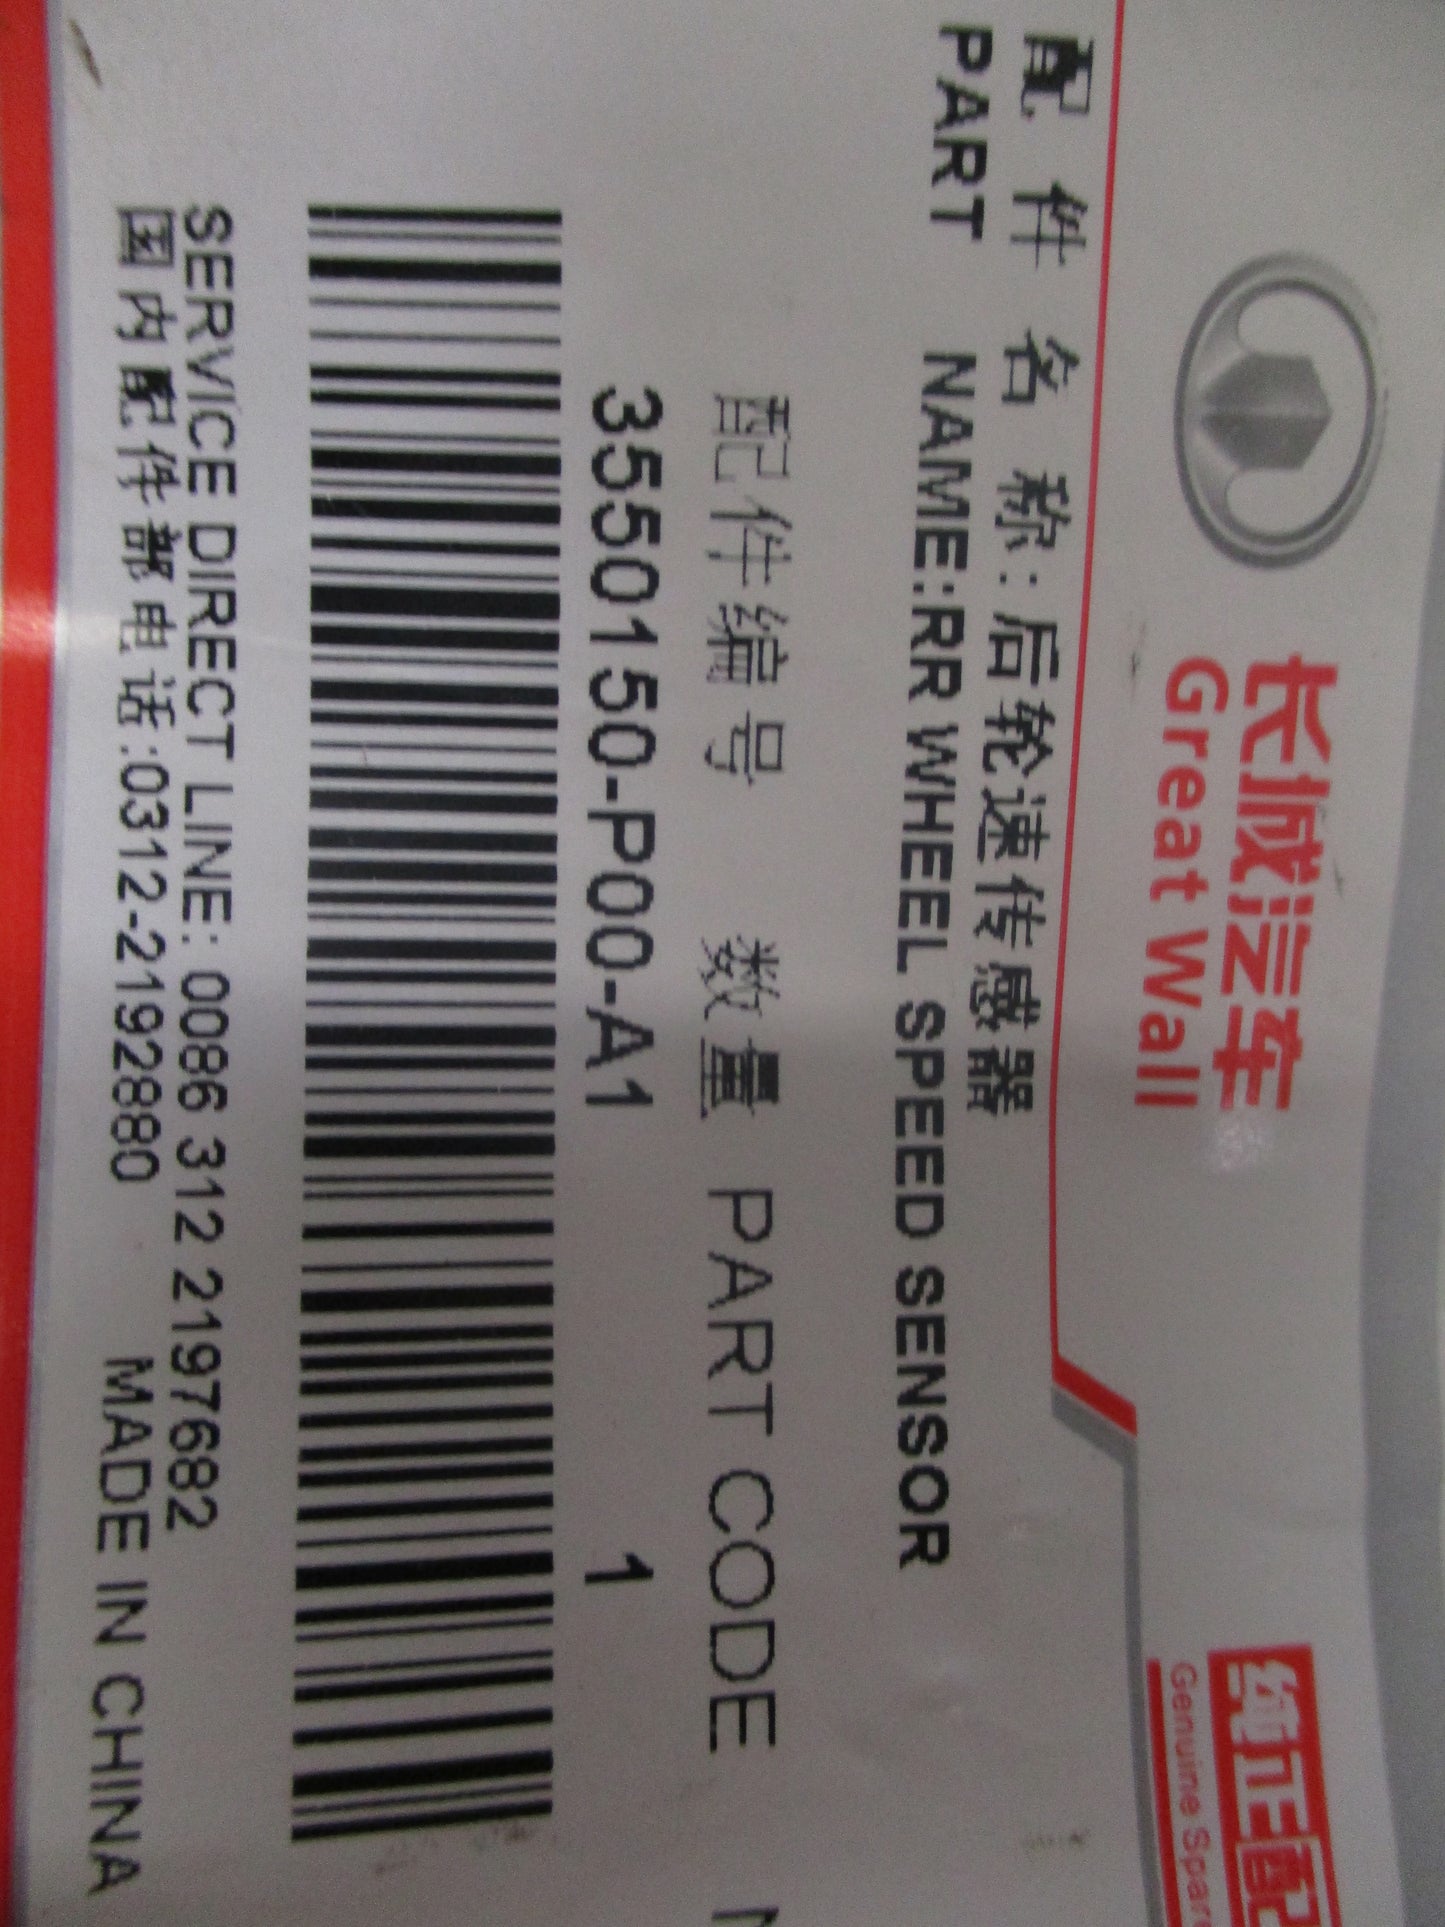 长城汽车
Great Wall
纯正配
Genuine Spare
配件名称:后轮速传感器
PART NAME:RR WHEEL SPEED SENSOR
配件编号 数量 PART CODE
3550150-P00-A1 1
SERVICE DIRECT LINE: 0086 312 2197682
国内配件部电话:0312-2192880 MADE IN CHINA